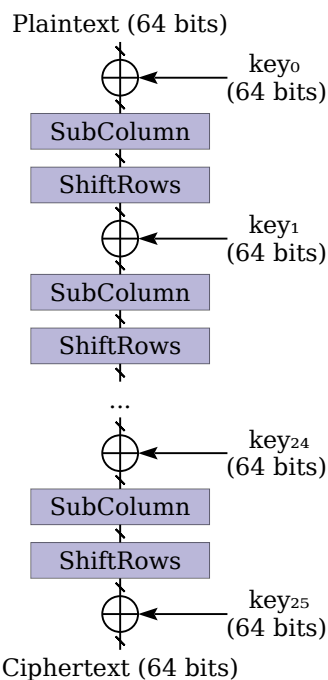 Plaintext (64 bits)
key₀
(64 bits)
SubColumn
ShiftRows
key₁
(64 bits)
SubColumn
ShiftRows
...
key₂₄
(64 bits)
SubColumn
ShiftRows
key₂₅
(64 bits)
Ciphertext (64 bits)